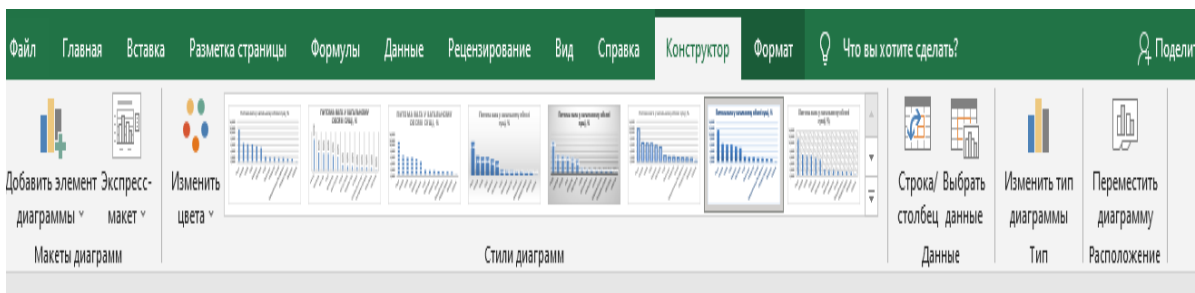 Файл Главная Вставка Разметка страницы Формулы Данные Рецензирование Вид Справка Конструктор Формат Что вы хотите сделать? Поделит
Добавить элемент диаграммы
Экспресс-макет
Изменить цвета
Строка/столбец
Выбрать данные
Изменить тип диаграммы
Переместить диаграмму
Макеты диаграмм
Стили диаграмм
Данные
Тип
Расположение